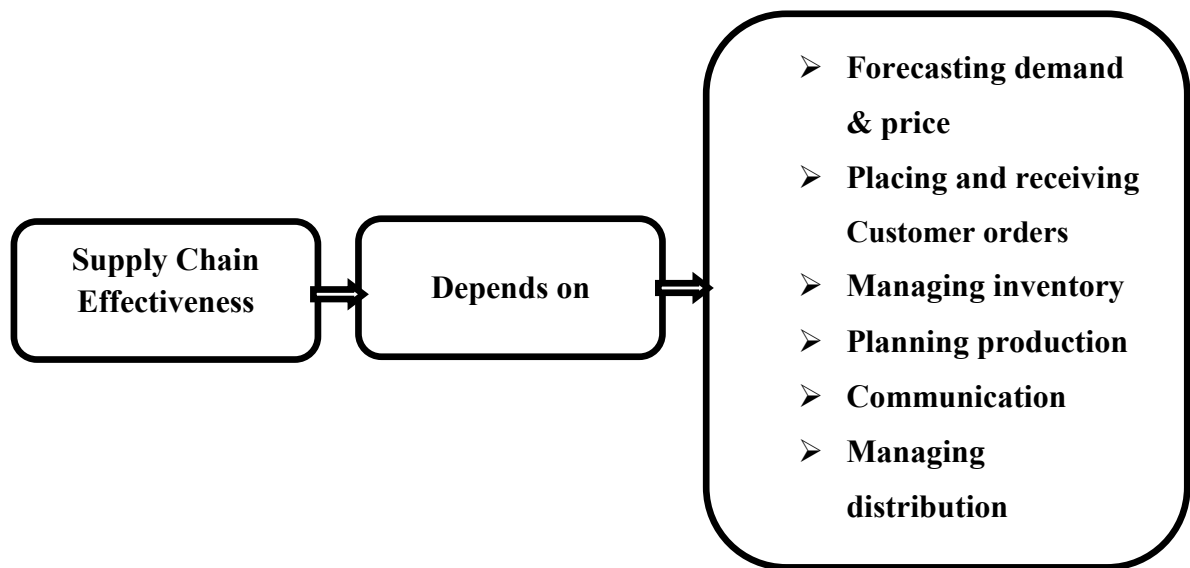 Supply Chain
Effectiveness
Depends on
➢ Forecasting demand
& price
➢ Placing and receiving
Customer orders
➢ Managing inventory
➢ Planning production
➢ Communication
➢ Managing
distribution